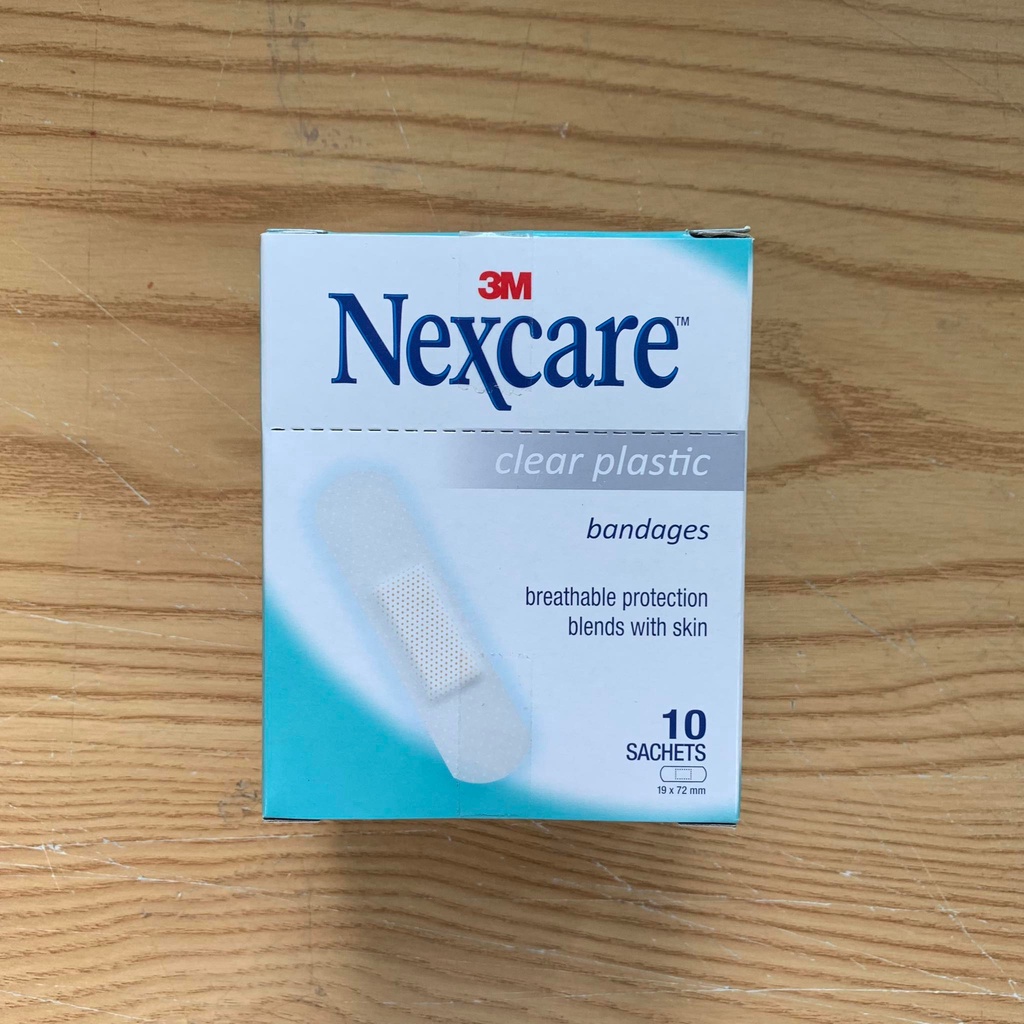 3M
Nexcare™
clear plastic
bandages
breathable protection
blends with skin
10
SACHETS
19 x 72 mm